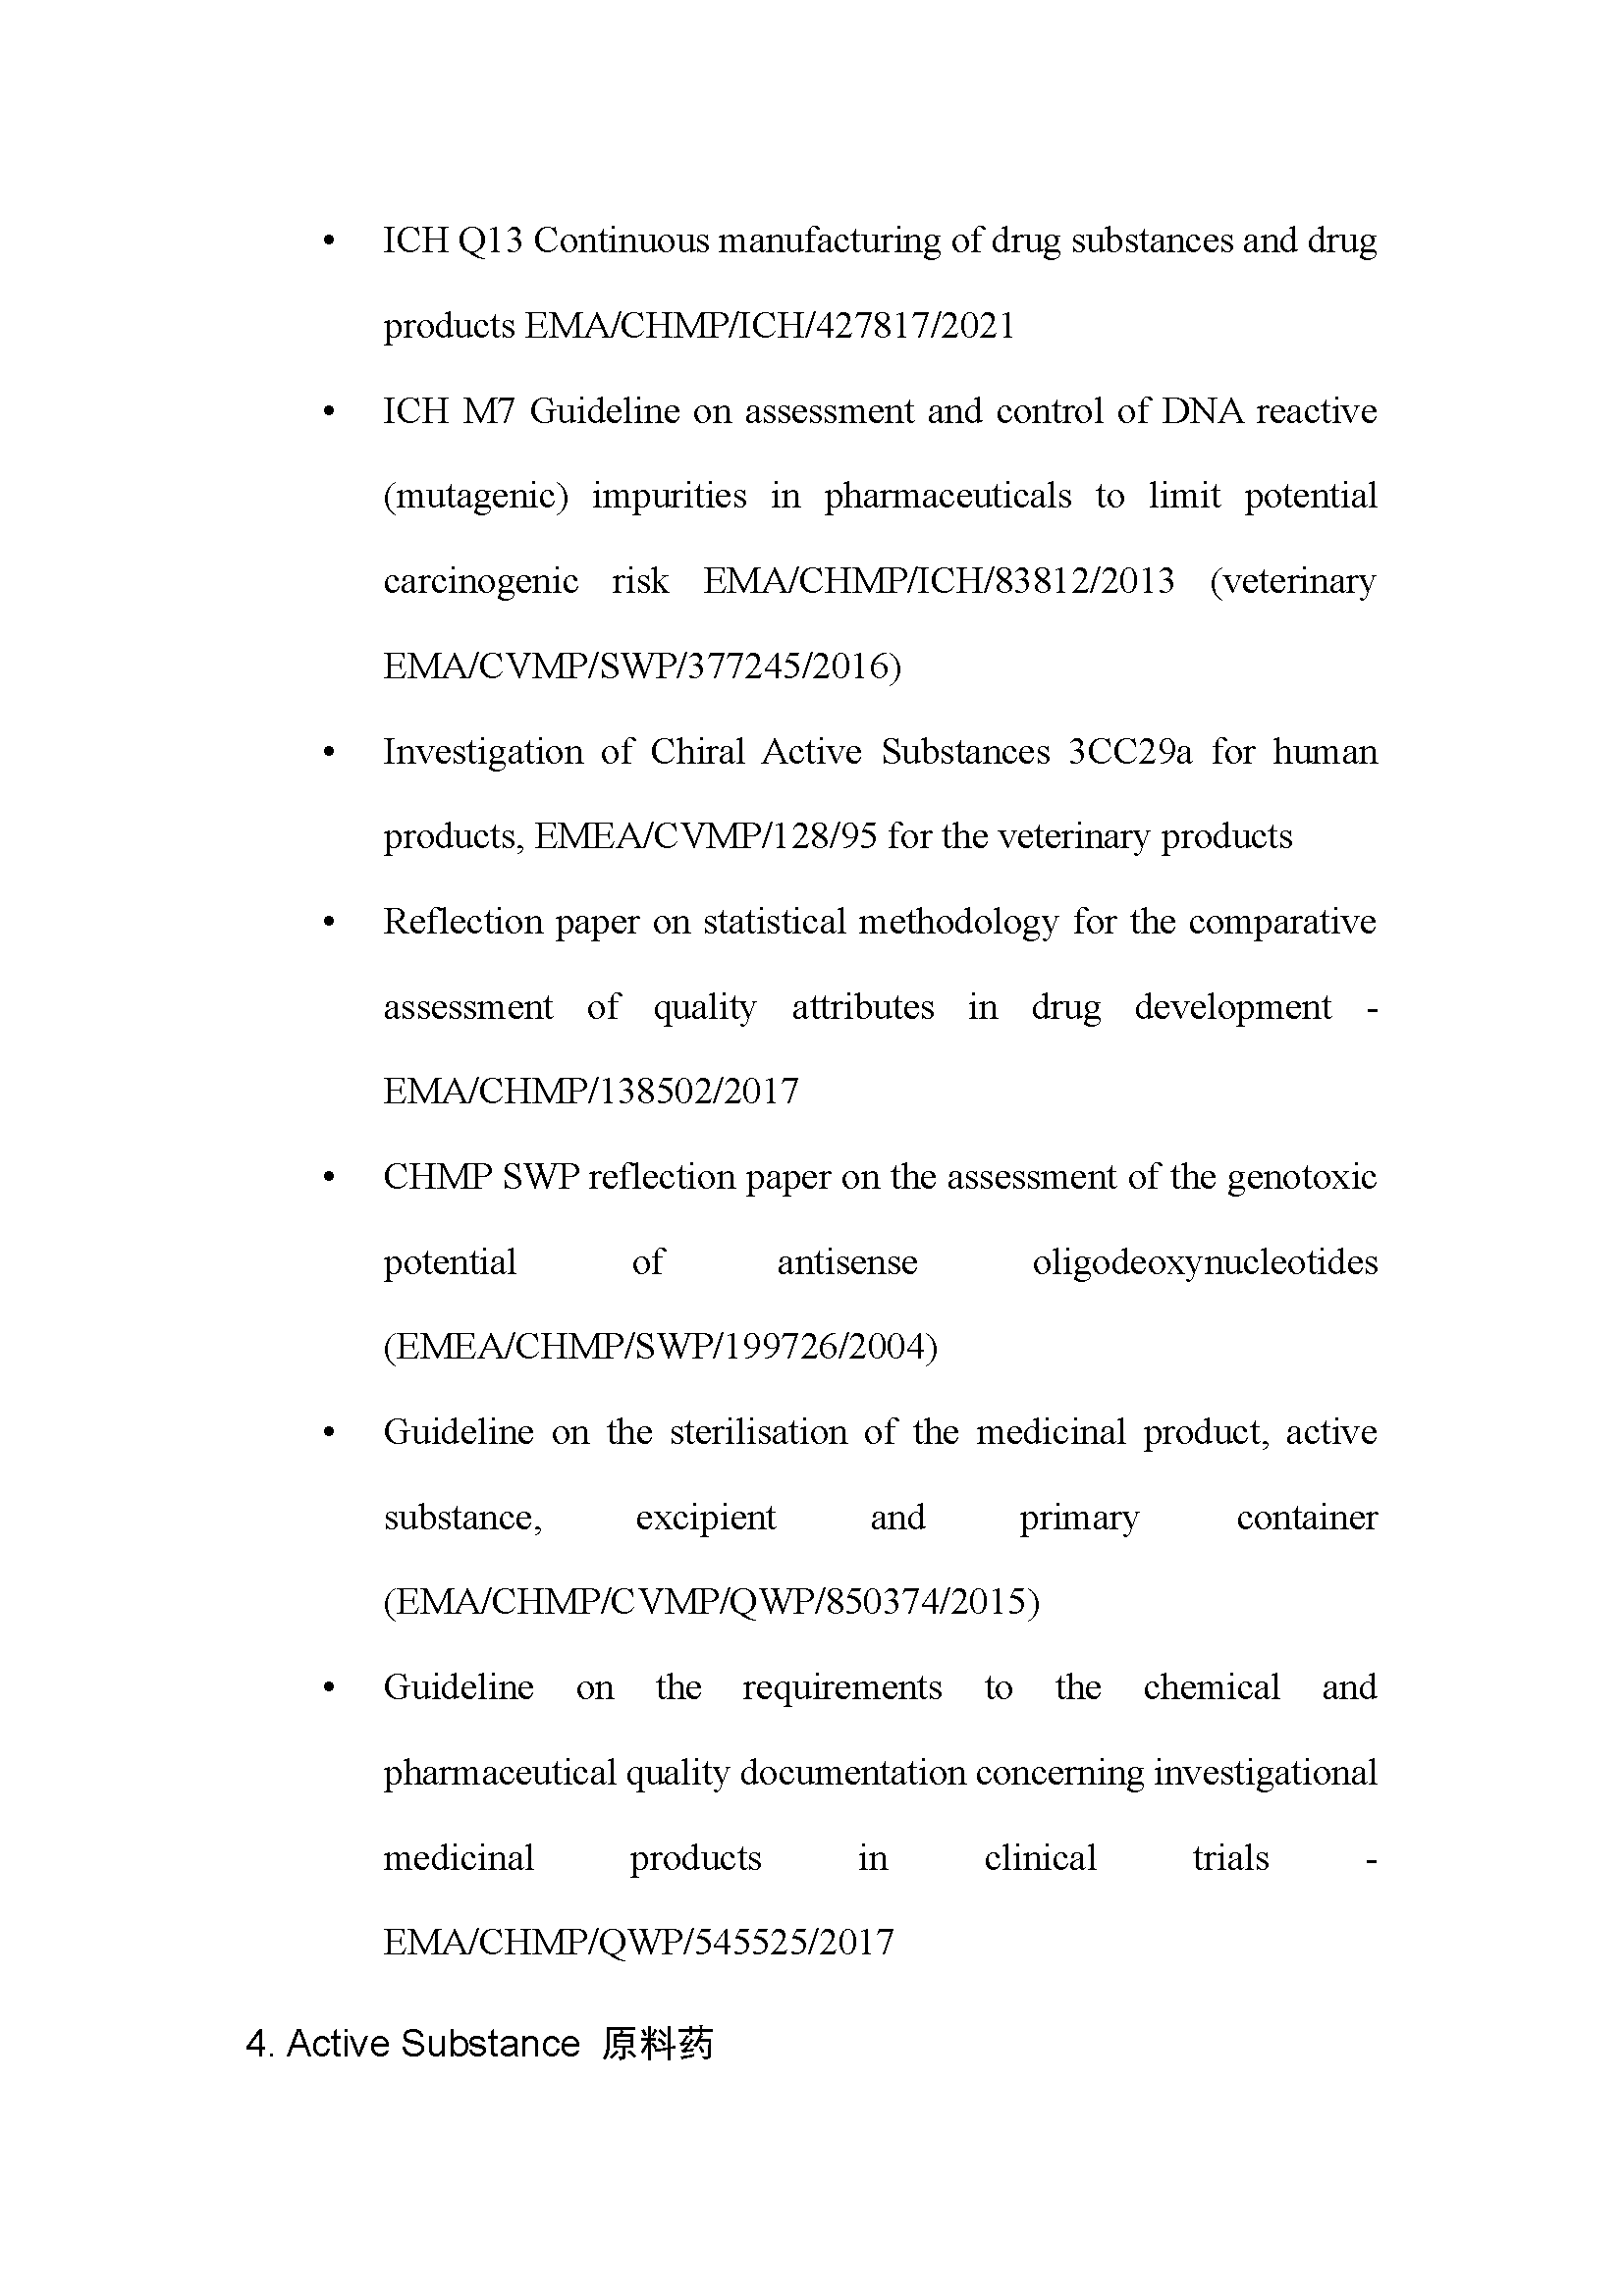 • ICH Q13 Continuous manufacturing of drug substances and drug
products EMA/CHMP/ICH/427817/2021
• ICH M7 Guideline on assessment and control of DNA reactive
(mutagenic) impurities in pharmaceuticals to limit potential
carcinogenic risk EMA/CHMP/ICH/83812/2013 (veterinary
EMA/CVMP/SWP/377245/2016)
• Investigation of Chiral Active Substances 3CC29a for human
products, EMEA/CVMP/128/95 for the veterinary products
• Reflection paper on statistical methodology for the comparative
assessment of quality attributes in drug development -
EMA/CHMP/138502/2017
• CHMP SWP reflection paper on the assessment of the genotoxic
potential of antisense oligodeoxynucleotides
(EMEA/CHMP/SWP/199726/2004)
• Guideline on the sterilisation of the medicinal product, active
substance, excipient and primary container
(EMA/CHMP/CVMP/QWP/850374/2015)
• Guideline on the requirements to the chemical and
pharmaceutical quality documentation concerning investigational
medicinal products in clinical trials -
EMA/CHMP/QWP/545525/2017
4. Active Substance 原料药